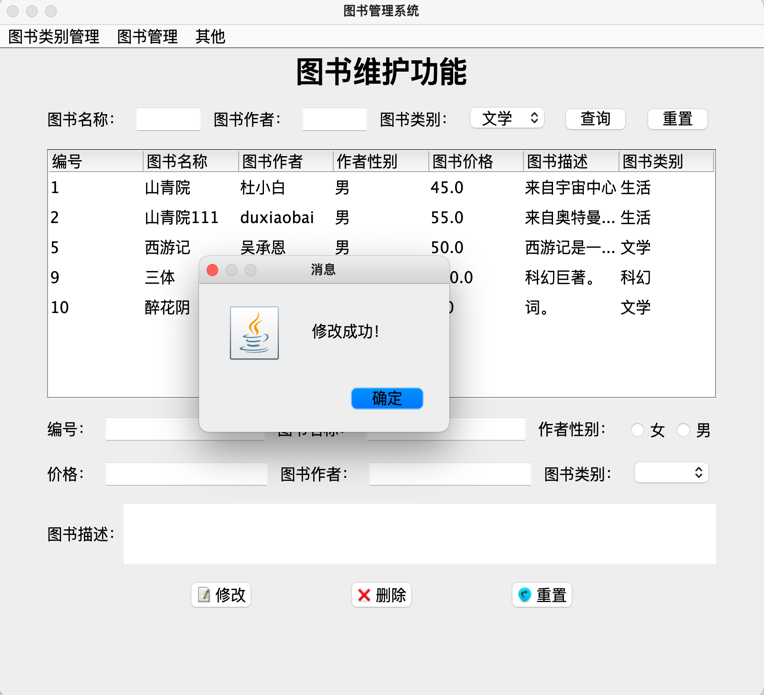 图书管理系统
图书类别管理 图书管理 其他
图书维护功能
图书名称： 图书作者： 图书类别： 文学 查询 重置
编号 图书名称 图书作者 作者性别 图书价格 图书描述 图书类别
1 山青院 杜小白 男 45.0 来自宇宙中心 生活
2 山青院111 duxiaobai 男 55.0 来自奥特曼... 生活
5 西游记 吴承恩 男 50.0 西游记是一... 文学
9 三体 0.0 科幻巨著。 科幻
10 醉花阴 词。 文学
消息
修改成功！
确定
编号： 图书名称： 作者性别： 女 男
价格： 图书作者： 图书类别：
图书描述：
修改 删除 重置